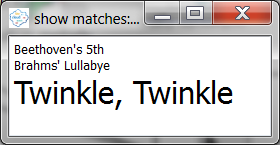 show matches:...
Beethoven's 5th
Brahms' Lullabye
Twinkle, Twinkle